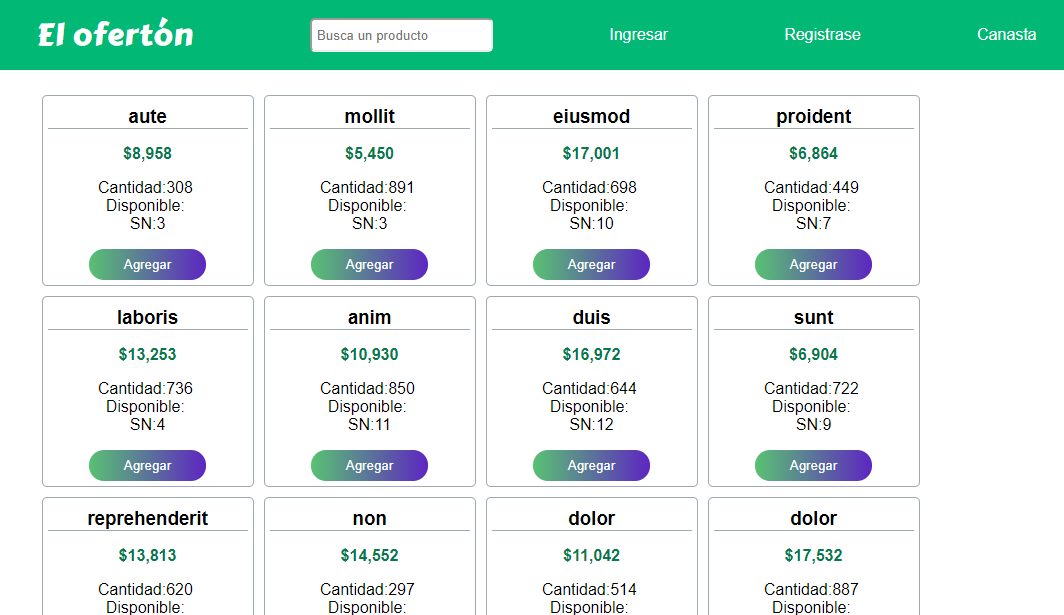 El ofertón
Busca un producto
Ingresar
Registrase
Canasta
aute
$8,958
Cantidad:308
Disponible:
SN:3
Agregar
mollit
$5,450
Cantidad:891
Disponible:
SN:3
Agregar
eiusmod
$17,001
Cantidad:698
Disponible:
SN:10
Agregar
proident
$6,864
Cantidad:449
Disponible:
SN:7
Agregar
laboris
$13,253
Cantidad:736
Disponible:
SN:4
Agregar
anim
$10,930
Cantidad:850
Disponible:
SN:11
Agregar
duis
$16,972
Cantidad:644
Disponible:
SN:12
Agregar
sunt
$6,904
Cantidad:722
Disponible:
SN:9
Agregar
reprehenderit
$13,813
Cantidad:620
Disponible:
non
$14,552
Cantidad:297
Disponible:
dolor
$11,042
Cantidad:514
Disponible:
dolor
$17,532
Cantidad:887
Disponible: